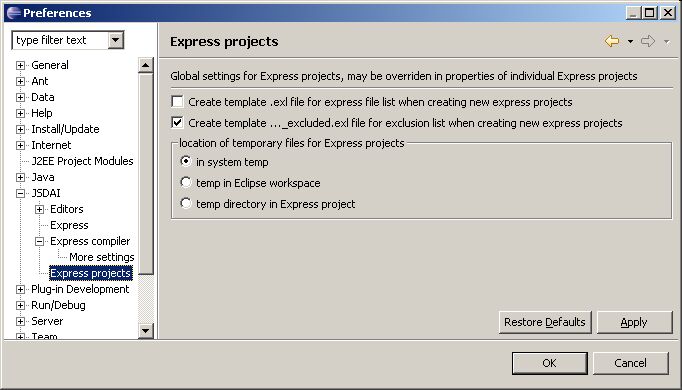 Preferences
type filter text
General
Ant
Data
Help
Install/Update
Internet
J2EE Project Modules
Java
JSDAI
Editors
Express
Express compiler
More settings
Express projects
Plug-in Development
Run/Debug
Server
Team
Express projects
Global settings for Express projects, may be overriden in properties of individual Express projects
Create template .exl file for express file list when creating new express projects
Create template ..._excluded.exl file for exclusion list when creating new express projects
location of temporary files for Express projects
in system temp
temp in Eclipse workspace
temp directory in Express project
Restore Defaults
Apply
OK
Cancel